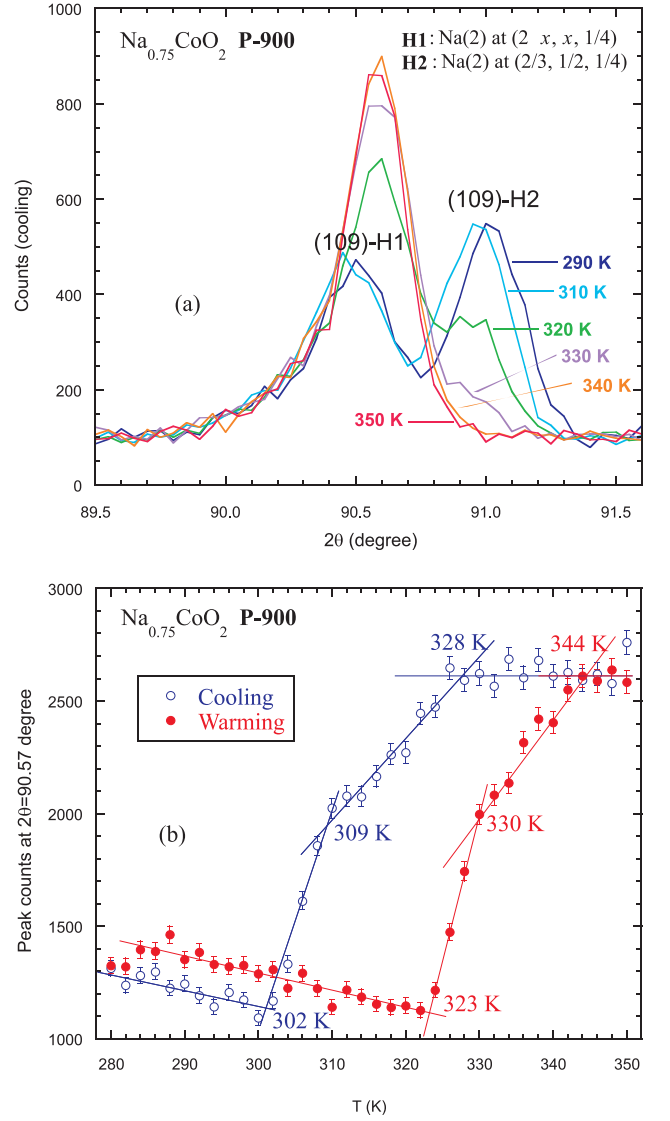 Na0.75CoO2 P-900
H1 : Na(2) at (2 x, x, 1/4)
H2 : Na(2) at (2/3, 1/2, 1/4)
1000
800
600
400
200
0
Counts (cooling)
(109)-H1
(109)-H2
(a)
290 K
310 K
320 K
330 K
340 K
350 K
89.5 90.0 90.5 91.0 91.5
2θ (degree)
Na0.75CoO2 P-900
3000
2500
2000
1500
1000
Peak counts at 2θ=90.57 degree
Cooling
Warming
328 K
344 K
(b)
309 K
330 K
302 K
323 K
280 290 300 310 320 330 340 350
T (K)